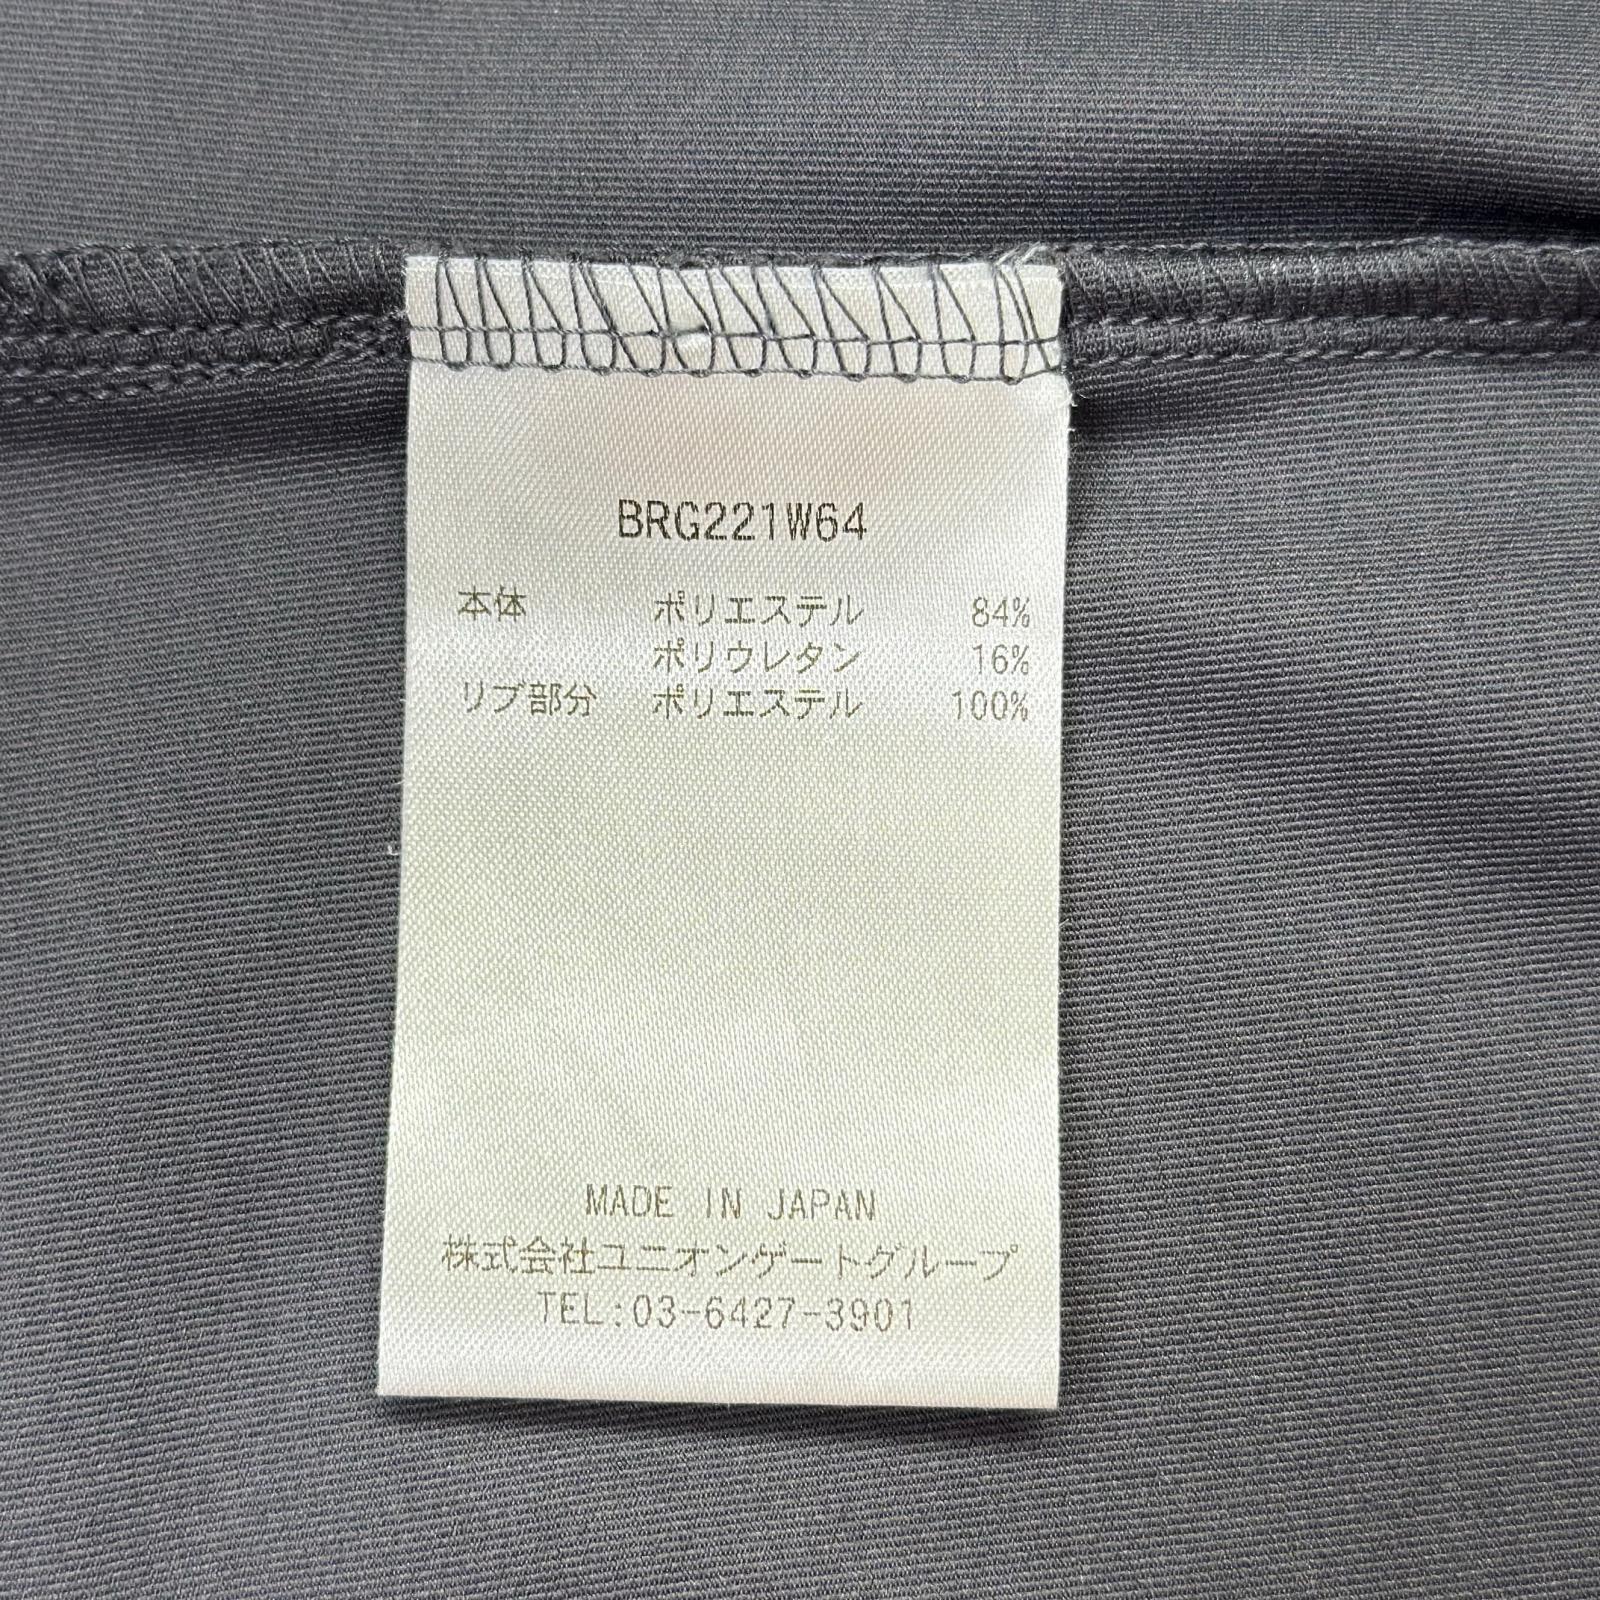 BRG221W64
本体 ポリエステル 84%
ポリウレタン 16%
リブ部分 ポリエステル 100%
MADE IN JAPAN
株式会社ユニオンゲートグループ
TEL:03-6427-3901